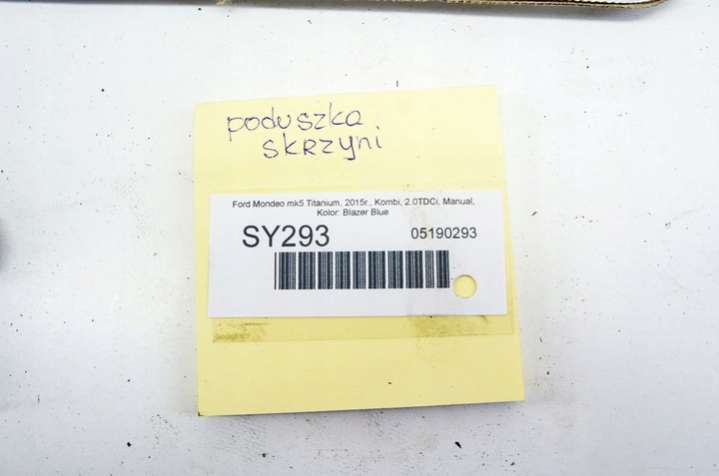 poduszka
skrzyni
Ford Mondeo mk5 Titanium, 2015r., Kombi, 2.0TDCi, Manual,
Kolor: Blazer Blue
SY293 05190293